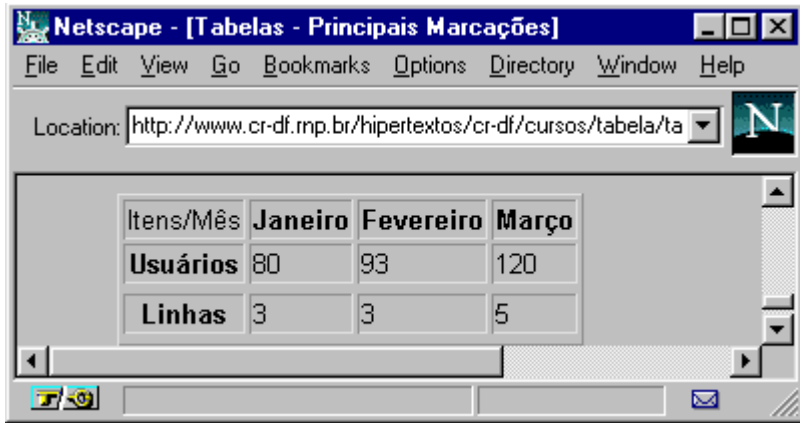 Netscape - [Tabelas - Principais Marcações]
File Edit View Go Bookmarks Options Directory Window Help
Location: http://www.cr-df.rnp.br/hipertextos/cr-df/cursos/tabela/ta
N
Itens/Mês Janeiro Fevereiro Março
Usuários 80 93 120
Linhas 3 3 5